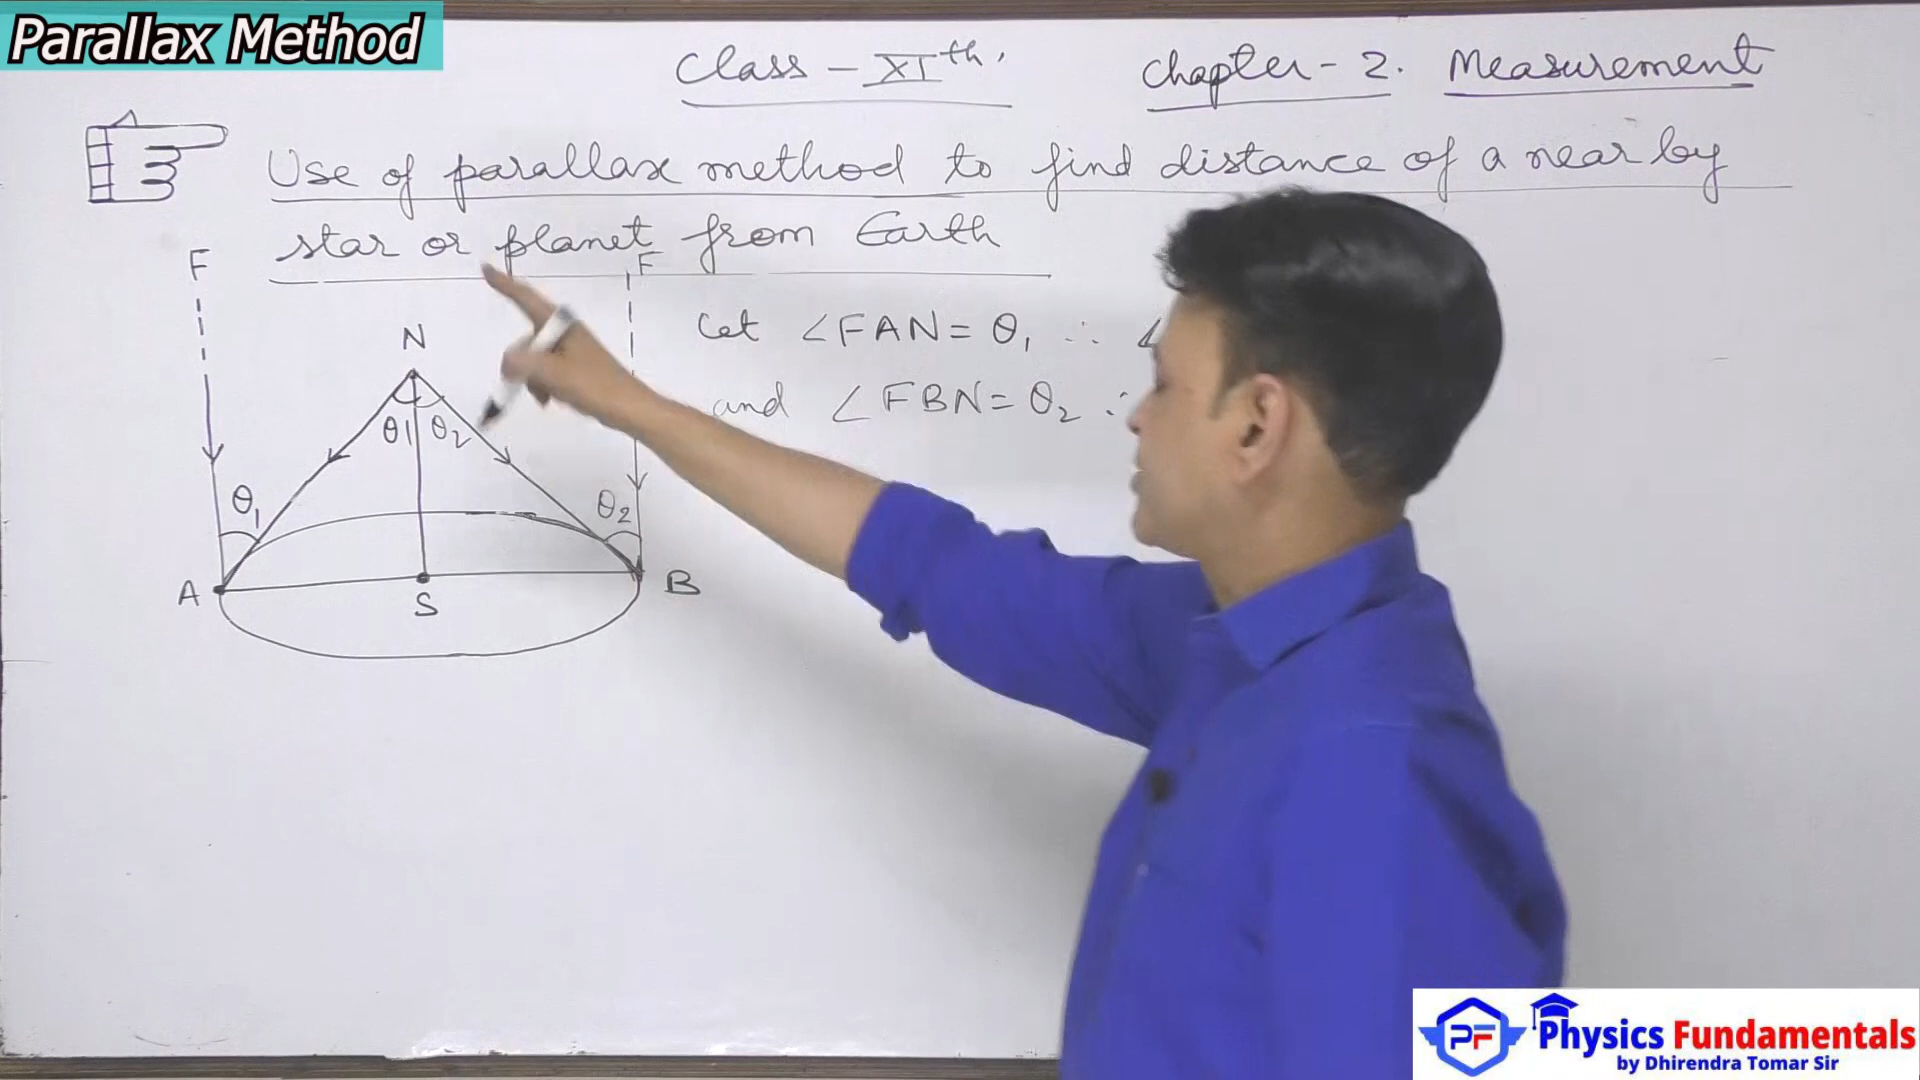 Parallax Method
Class - XIth.
Chapter - 2. Measurement
Use of parallax method to find distance of a near by
star or planet from Earth
F
F
N
Let ∠FAN = θ1 ∴ ∠
and ∠FBN = θ2 ∴
θ1 θ2
θ1
θ2
A
S
B
PF
Physics Fundamentals
by Dhirendra Tomar Sir